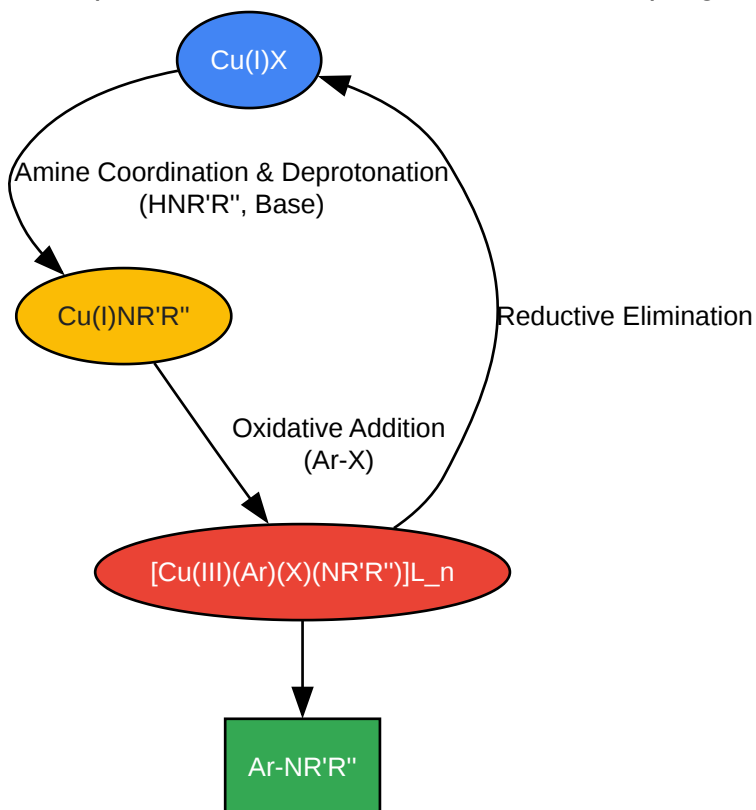 Cu(I)X
Amine Coordination & Deprotonation
(HNR'R'', Base)
Cu(I)NR'R''
Reductive Elimination
Oxidative Addition
(Ar-X)
[Cu(III)(Ar)(X)(NR'R'')]L_n
Ar-NR'R''